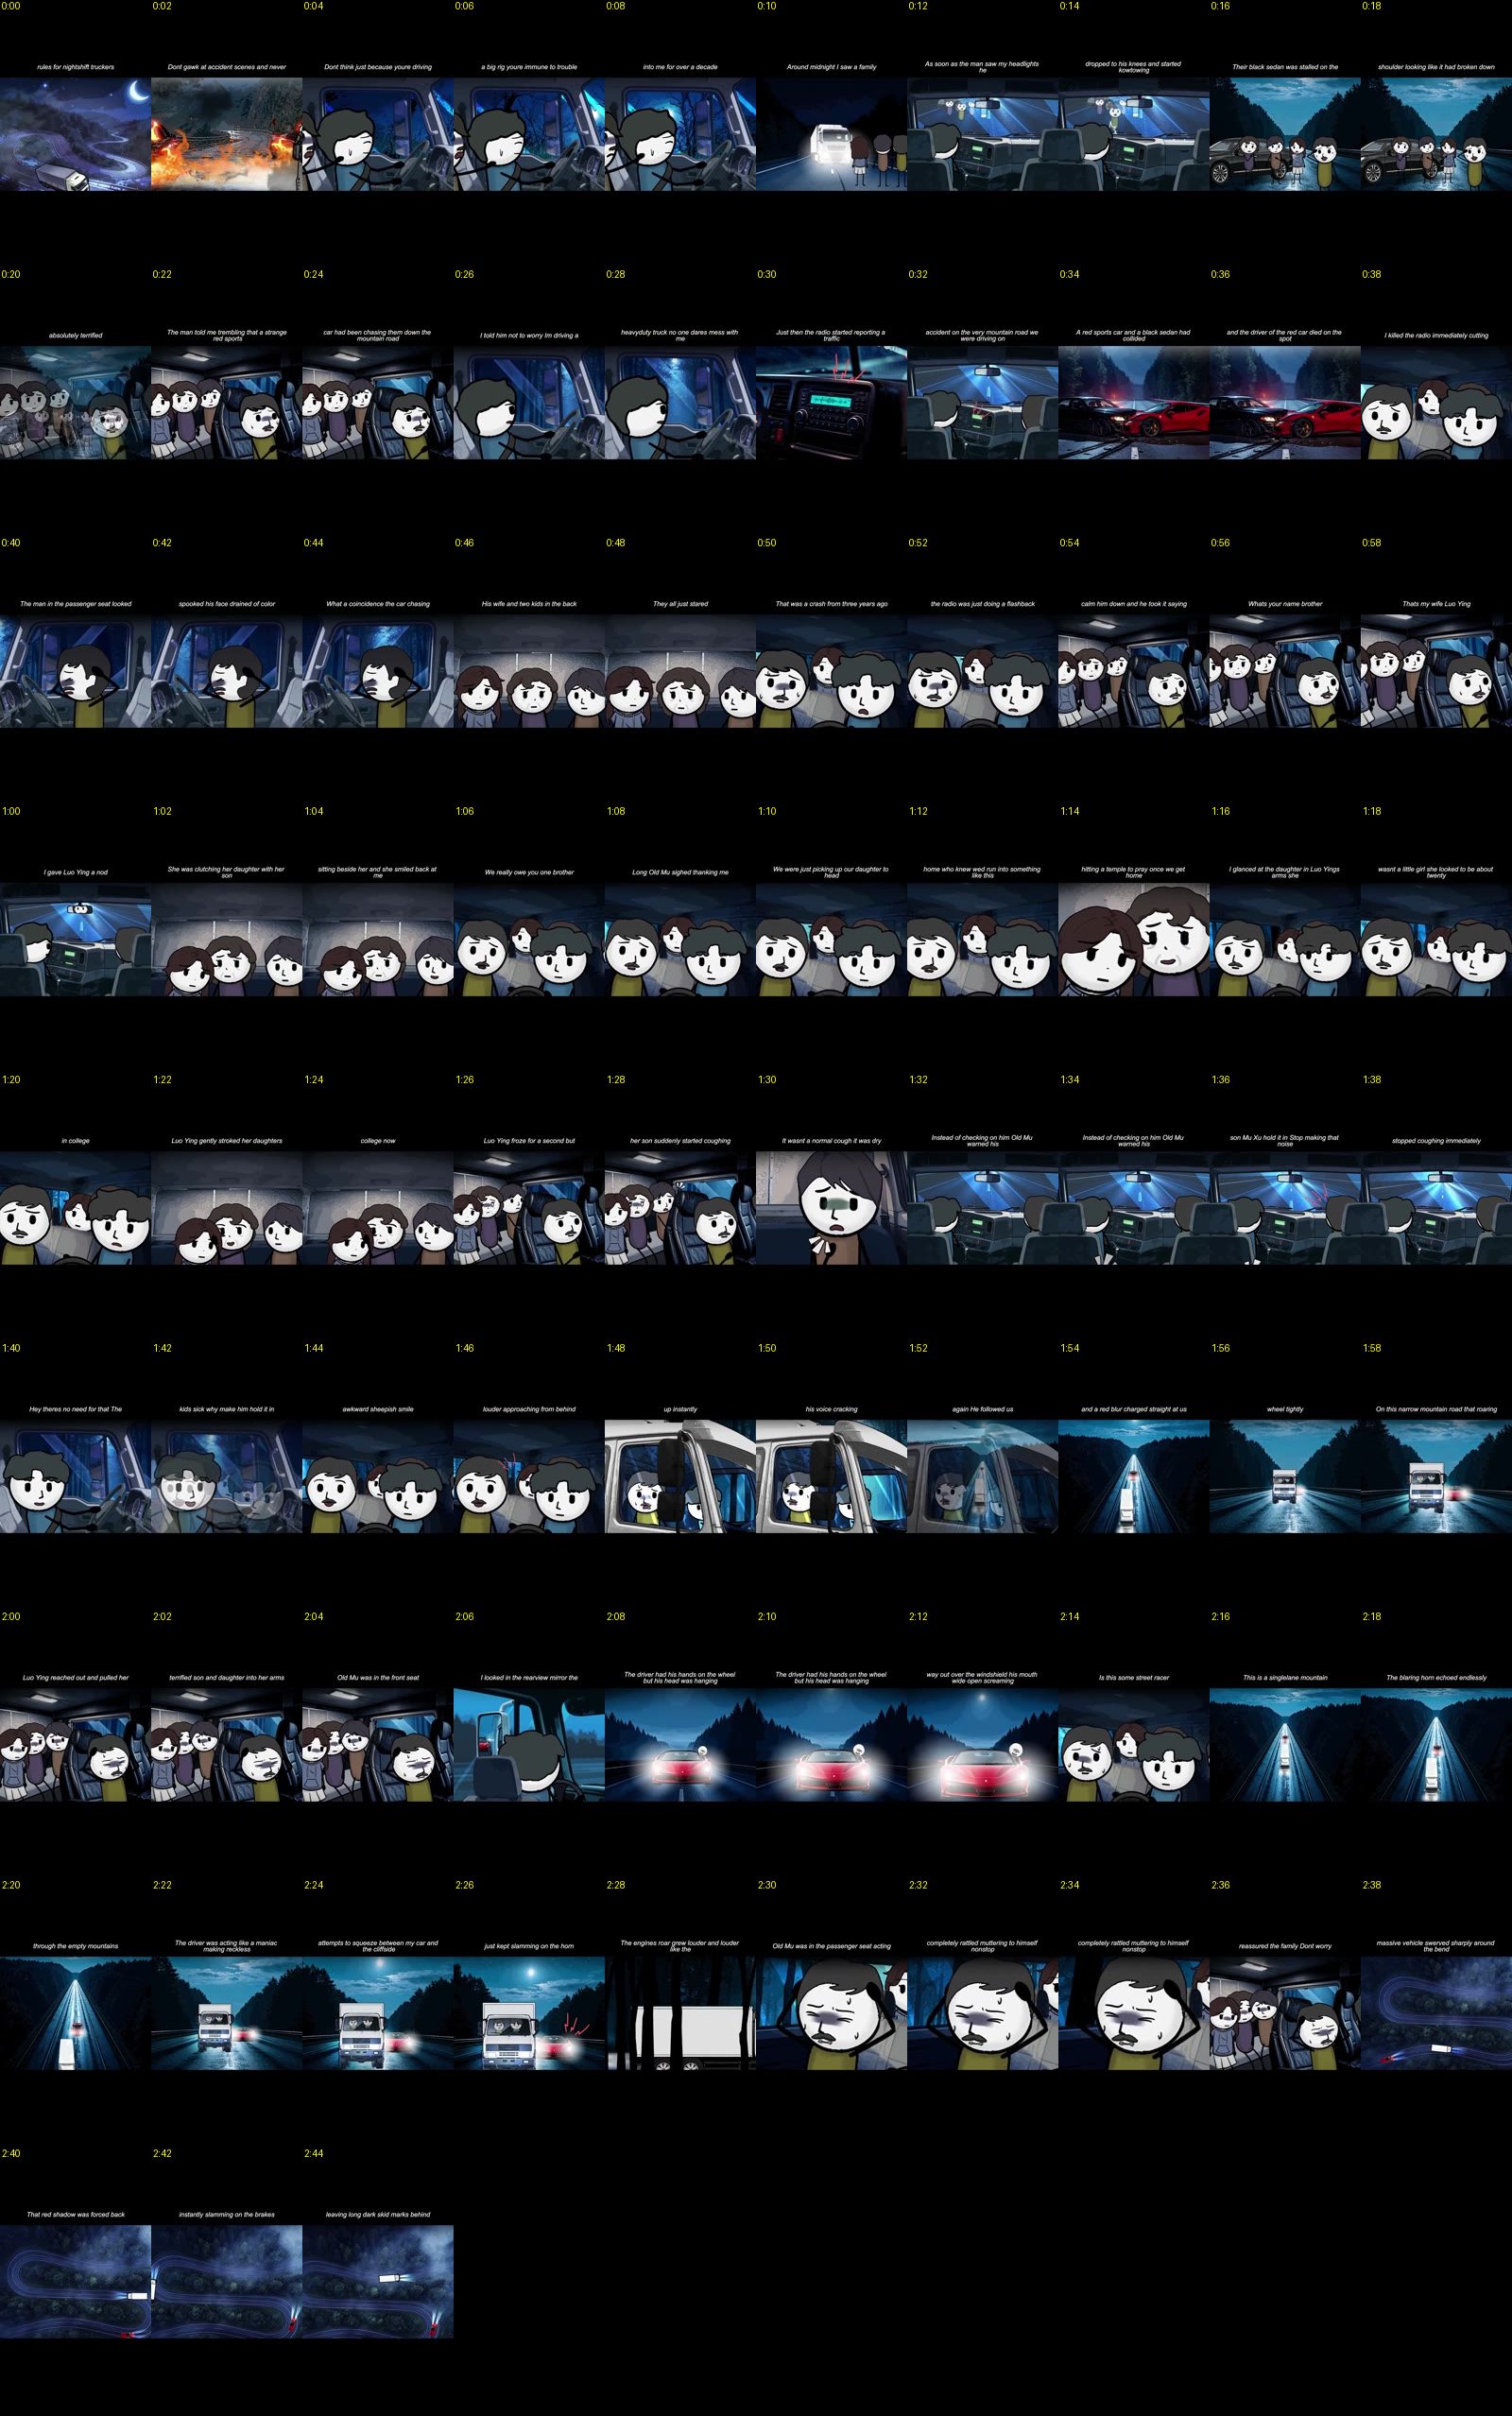 0:00
0:02
0:04
0:06
0:08
0:10
0:12
0:14
0:16
0:18
rules for nightshift truckers
Dont gawk at accident scenes and never
Dont think just because youre driving
a big rig youre immune to trouble
into me for over a decade
Around midnight I saw a family
As soon as the man saw my headlights
he
dropped to his knees and started
kowtowing
Their black sedan was stalled on the
shoulder looking like it had broken down
0:20
0:22
0:24
0:26
0:28
0:30
0:32
0:34
0:36
0:38
absolutely terrified
The man told me trembling that a strange
red sports
car had been chasing them down the
mountain road
I told him not to worry Im driving a
heavyduty truck no one dares mess with
me
Just then the radio started reporting a
traffic
accident on the very mountain road we
were driving on
A red sports car and a black sedan had
collided
and the driver of the red car died on the
spot
I killed the radio immediately cutting
0:40
0:42
0:44
0:46
0:48
0:50
0:52
0:54
0:56
0:58
The man in the passenger seat looked
spooked his face drained of color
What a coincidence the car chasing
His wife and two kids in the back
They all just stared
That was a crash from three years ago
the radio was just doing a flashback
calm him down and he took it saying
Whats your name brother
Thats my wife Luo Ying
1:00
1:02
1:04
1:06
1:08
1:10
1:12
1:14
1:16
1:18
I gave Luo Ying a nod
She was clutching her daughter with her
son
sitting beside her and she smiled back at
me
We really owe you one brother
Long Old Mu sighed thanking me
We were just picking up our daughter to
head
home who knew wed run into something
like this
hitting a temple to pray once we get
home
I glanced at the daughter in Luo Yings
arms she
wasnt a little girl she looked to be about
twenty
1:20
1:22
1:24
1:26
1:28
1:30
1:32
1:34
1:36
1:38
in college
Luo Ying gently stroked her daughters
college now
Luo Ying froze for a second but
her son suddenly started coughing
It wasnt a normal cough it was dry
Instead of checking on him Old Mu
warned his
Instead of checking on him Old Mu
warned his
son Mu Xu hold it in Stop making that
noise
stopped coughing immediately
1:40
1:42
1:44
1:46
1:48
1:50
1:52
1:54
1:56
1:58
Hey theres no need for that The
kids sick why make him hold it in
awkward sheepish smile
louder approaching from behind
up instantly
his voice cracking
again He followed us
and a red blur charged straight at us
wheel tightly
On this narrow mountain road that roaring
2:00
2:02
2:04
2:06
2:08
2:10
2:12
2:14
2:16
2:18
Luo Ying reached out and pulled her
terrified son and daughter into her arms
Old Mu was in the front seat
I looked in the rearview mirror the
The driver had his hands on the wheel
but his head was hanging
The driver had his hands on the wheel
but his head was hanging
way out over the windshield his mouth
wide open screaming
Is this some street racer
This is a singlelane mountain
The blaring horn echoed endlessly
2:20
2:22
2:24
2:26
2:28
2:30
2:32
2:34
2:36
2:38
through the empty mountains
The driver was acting like a maniac
making reckless
attempts to squeeze between my car and
the cliffside
just kept slamming on the horn
The engines roar grew louder and louder
like the
Old Mu was in the passenger seat acting
completely rattled muttering to himself
nonstop
completely rattled muttering to himself
nonstop
reassured the family Dont worry
massive vehicle swerved sharply around
the bend
2:40
2:42
2:44
That red shadow was forced back
instantly slamming on the brakes
leaving long dark skid marks behind